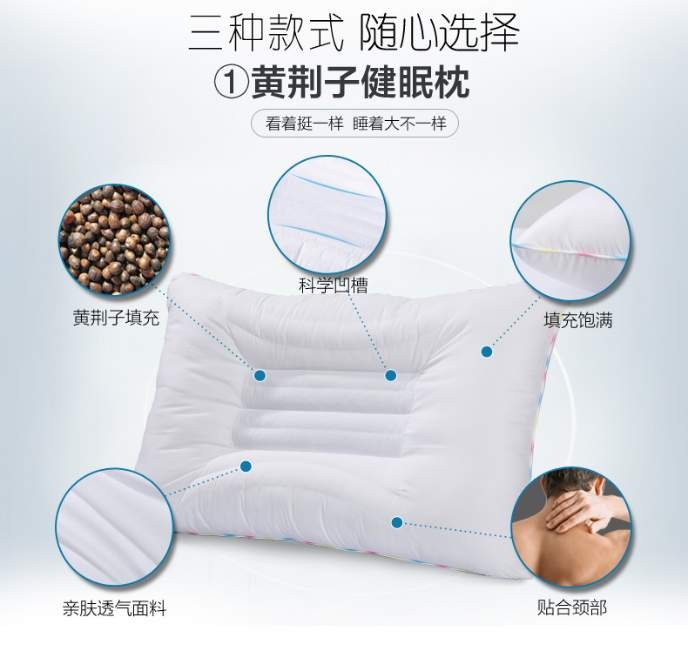 三种款式 随心选择
①黄荆子健眠枕
看着挺一样 睡着大不一样
科学凹槽
黄荆子填充
填充饱满
亲肤透气面料
贴合颈部